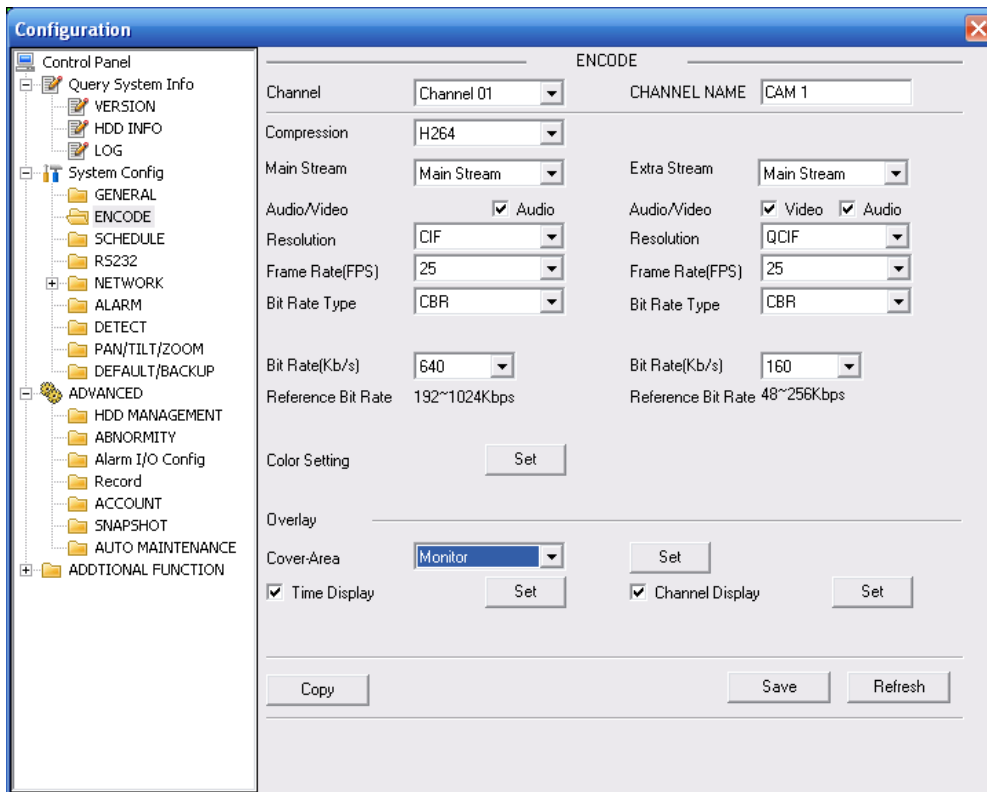 Configuration
Control Panel
Query System Info
VERSION
HDD INFO
LOG
System Config
GENERAL
ENCODE
SCHEDULE
RS232
NETWORK
ALARM
DETECT
PAN/TILT/ZOOM
DEFAULT/BACKUP
ADVANCED
HDD MANAGEMENT
ABNORMITY
Alarm I/O Config
Record
ACCOUNT
SNAPSHOT
AUTO MAINTENANCE
ADDTIONAL FUNCTION
ENCODE
Channel Channel 01 CHANNEL NAME CAM 1
Compression H264
Main Stream Main Stream Extra Stream Main Stream
Audio/Video Audio Audio/Video Video Audio
Resolution CIF Resolution QCIF
Frame Rate(FPS) 25 Frame Rate(FPS) 25
Bit Rate Type CBR Bit Rate Type CBR
Bit Rate(Kb/s) 640 Bit Rate(Kb/s) 160
Reference Bit Rate 192~1024Kbps Reference Bit Rate 48~256Kbps
Color Setting Set
Overlay
Cover-Area Monitor Set
Time Display Set Channel Display Set
Copy Save Refresh